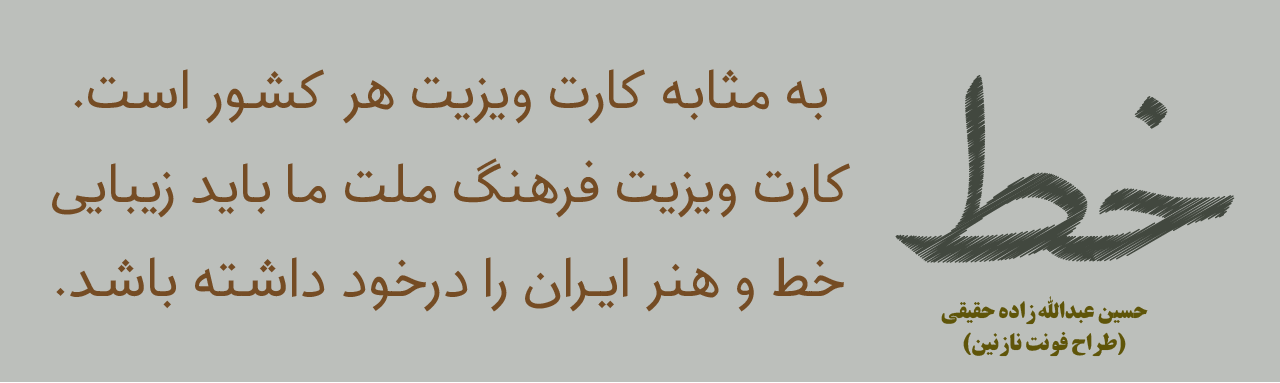 خط
به مثابه کارت ویزیت هر کشور است.
کارت ویزیت فرهنگ ملت ما باید زیبایی
خط و هنر ایران را درخود داشته باشد.
حسین عبدالله زاده حقیقی
(طراح فونت نازنین)